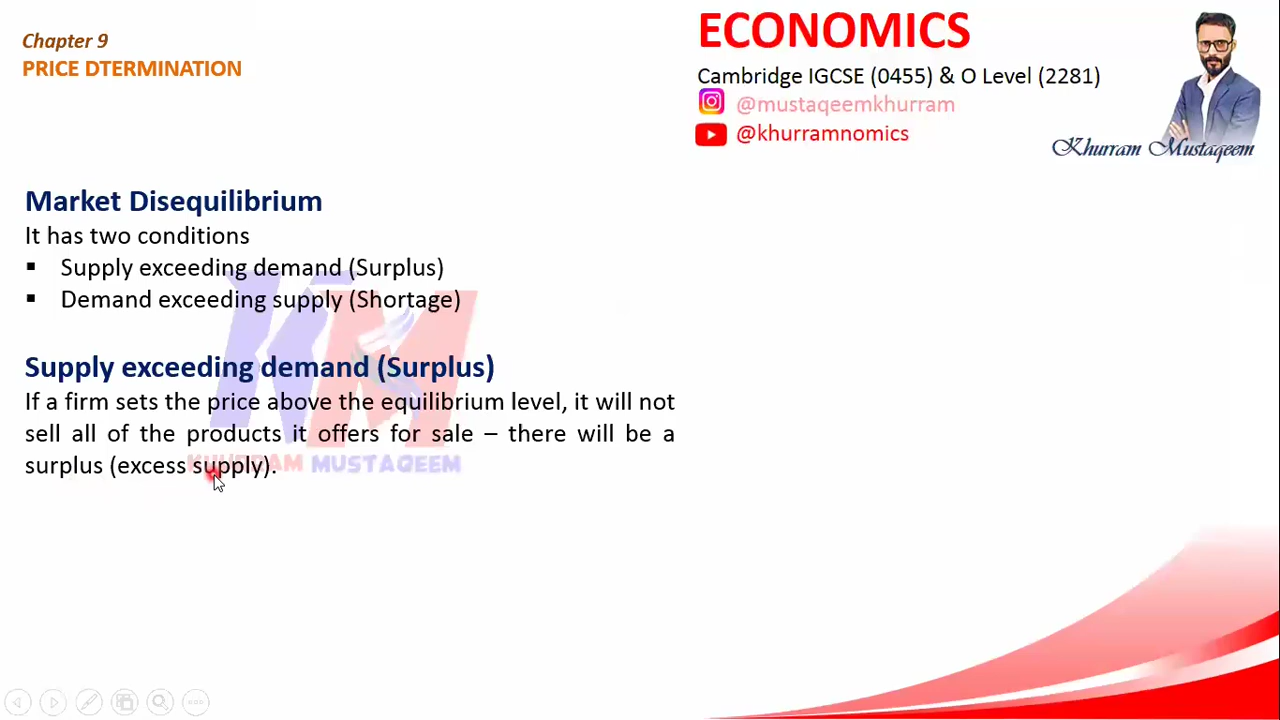 Chapter 9
PRICE DTERMINATION
ECONOMICS
Cambridge IGCSE (0455) & O Level (2281)
@mustaqeemkhurram
@khurramnomics
Khurram Mustaqeem
Market Disequilibrium
It has two conditions
▪ Supply exceeding demand (Surplus)
▪ Demand exceeding supply (Shortage)
Supply exceeding demand (Surplus)
If a firm sets the price above the equilibrium level, it will not
sell all of the products it offers for sale – there will be a
surplus (excess supply).
KM
KHURRAM MUSTAQEEM